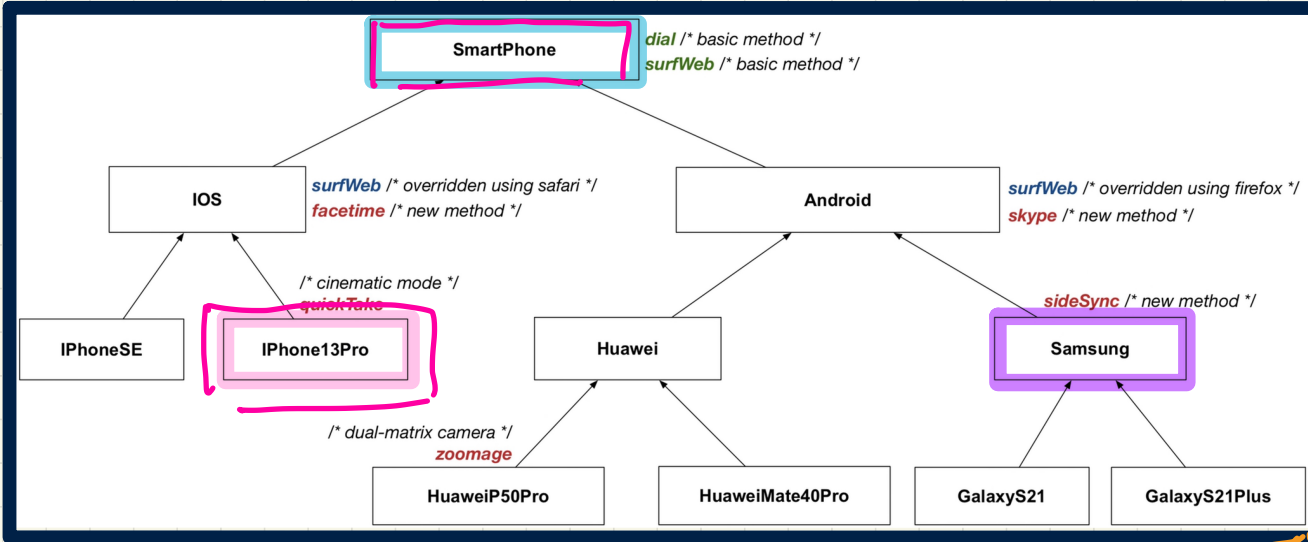 SmartPhone
dial /* basic method */
surfWeb /* basic method */
IOS
surfWeb /* overridden using safari */
facetime /* new method */
Android
surfWeb /* overridden using firefox */
skype /* new method */
/* cinematic mode */
quickTake
sideSync /* new method */
IPhoneSE
IPhone13Pro
Huawei
Samsung
/* dual-matrix camera */
zoomage
HuaweiP50Pro
HuaweiMate40Pro
GalaxyS21
GalaxyS21Plus